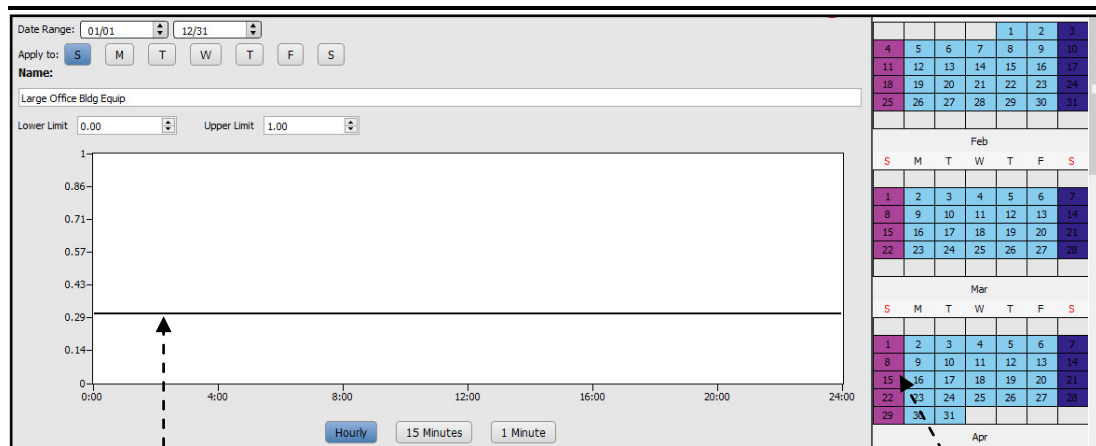 Date Range: 01/01 12/31
Apply to: S M T W T F S
Name:
Large Office Bldg Equip
Lower Limit 0.00 Upper Limit 1.00
1
0.86
0.71
0.57
0.43
0.29
0.14
0
0:00 4:00 8:00 12:00 16:00 20:00 24:00
Hourly 15 Minutes 1 Minute
1 2 3
4 5 6 7 8 9 10
11 12 13 14 15 16 17
18 19 20 21 22 23 24
25 26 27 28 29 30 31
Feb
S M T W T F S
1 2 3 4 5 6 7
8 9 10 11 12 13 14
15 16 17 18 19 20 21
22 23 24 25 26 27 28
Mar
S M T W T F S
1 2 3 4 5 6 7
8 9 10 11 12 13 14
15 16 17 18 19 20 21
22 23 24 25 26 27 28
29 30 31
Apr